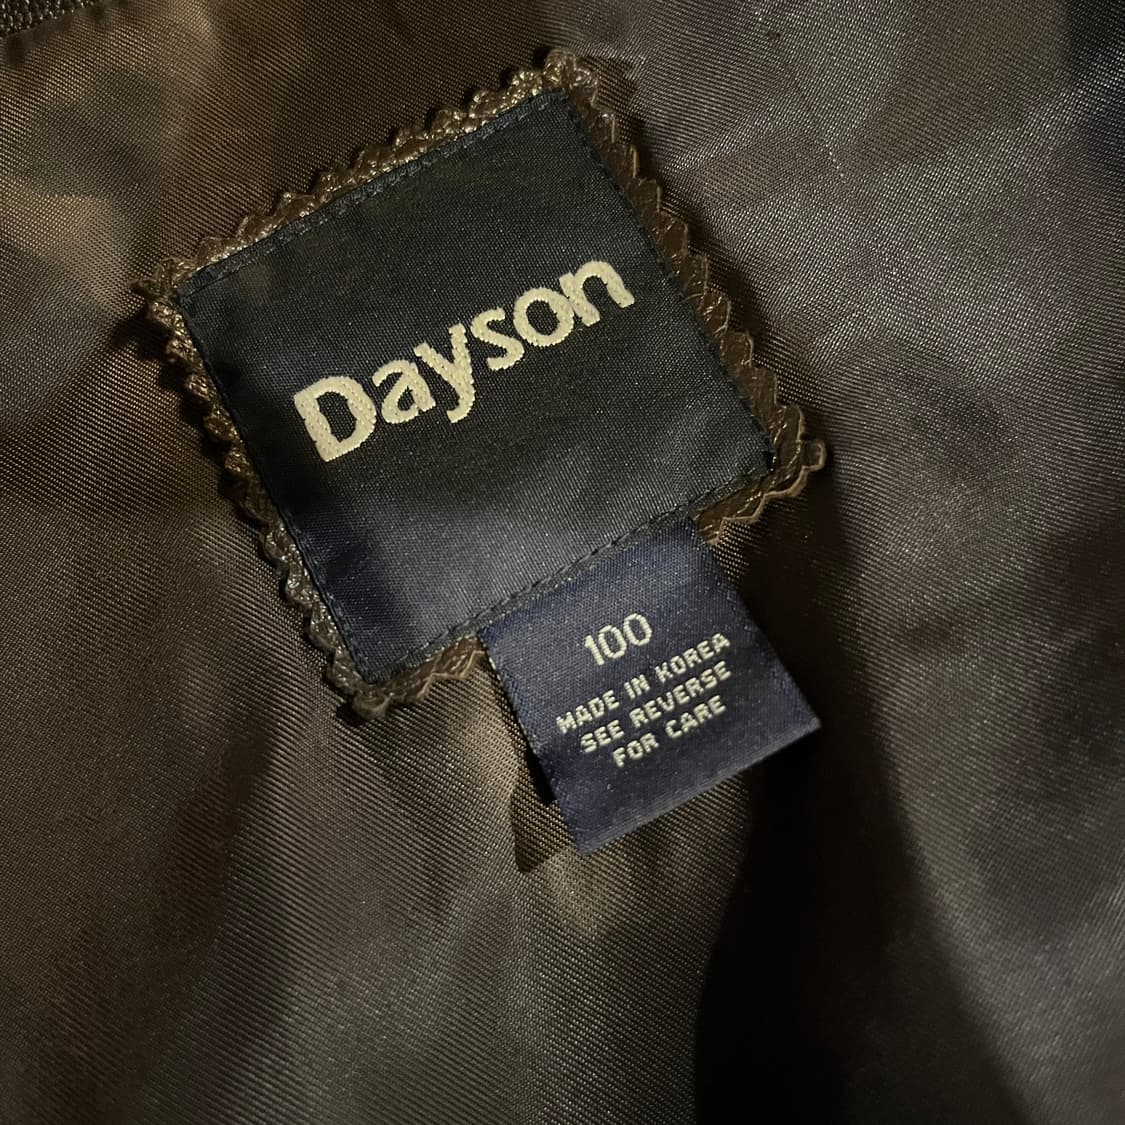 Dayson
100
MADE IN KOREA
SEE REVERSE
FOR CARE